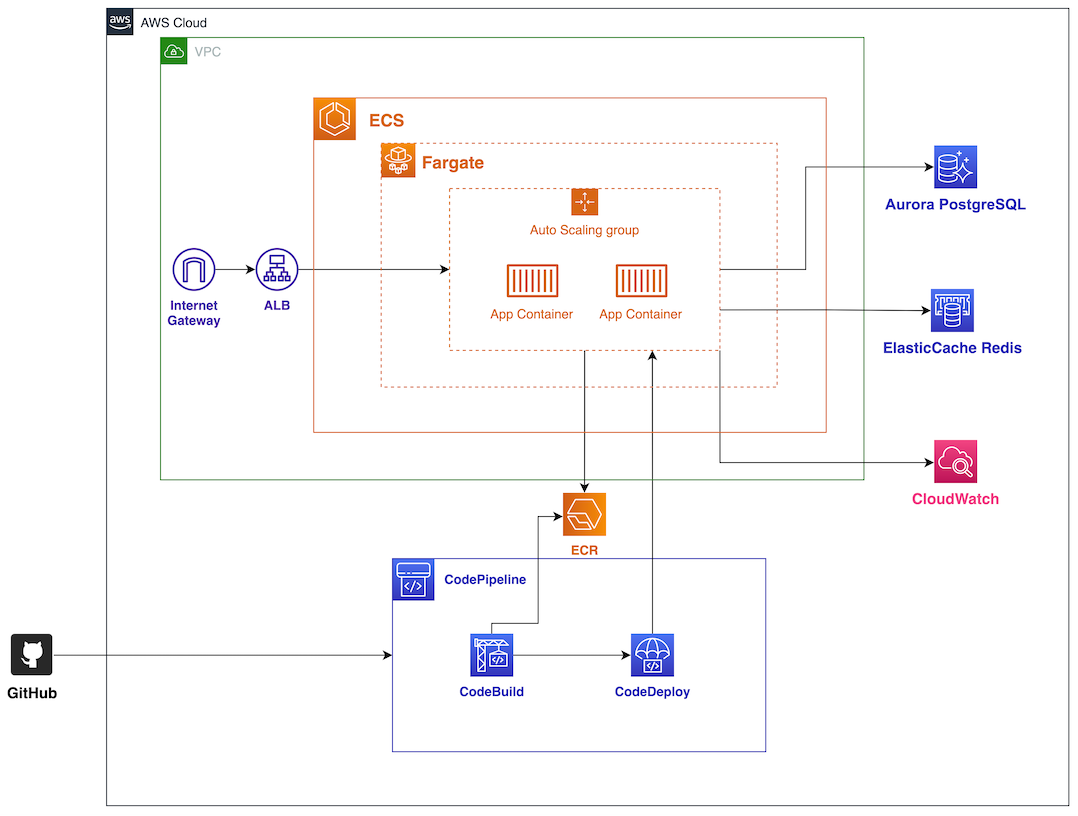 aws
AWS Cloud
VPC
ECS
Fargate
Auto Scaling group
App Container
App Container
Internet
Gateway
ALB
Aurora PostgreSQL
ElasticCache Redis
CloudWatch
ECR
CodePipeline
</>
CodeBuild
</>
CodeDeploy
</>
GitHub